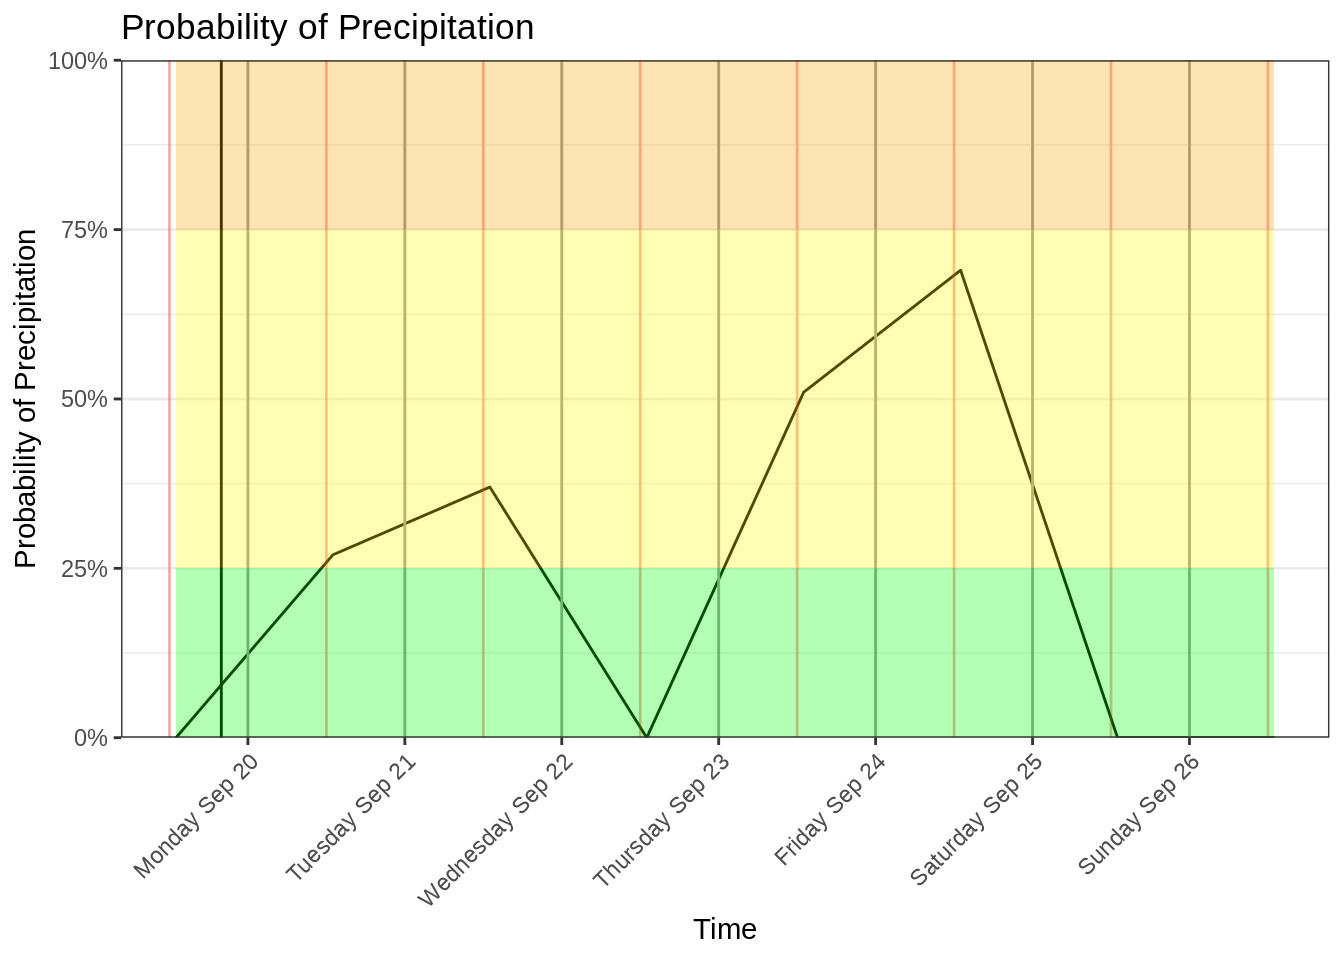 Probability of Precipitation
100%
75%
50%
25%
0%
Probability of Precipitation
Monday Sep 20
Tuesday Sep 21
Wednesday Sep 22
Thursday Sep 23
Friday Sep 24
Saturday Sep 25
Sunday Sep 26
Time